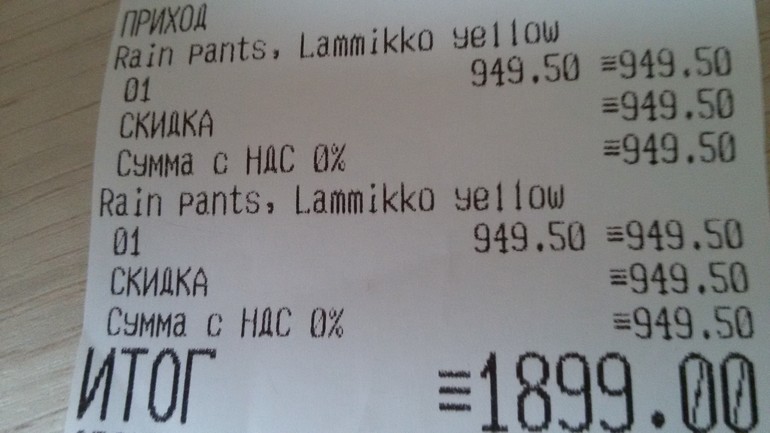 ПРИХОД
Rain pants, Lammikko yellow
01 949.50 ≡949.50
СКИДКА ≡949.50
Сумма с НДС 0% ≡949.50
Rain pants, Lammikko yellow
01 949.50 ≡949.50
СКИДКА ≡949.50
Сумма с НДС 0% ≡949.50
ИТОГ ≡1899.00